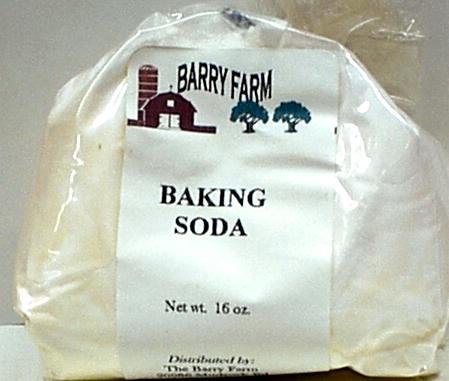 BARRY FARM
BAKING
SODA
Net wt. 16 oz.
Distributed by:
The Barry Farm